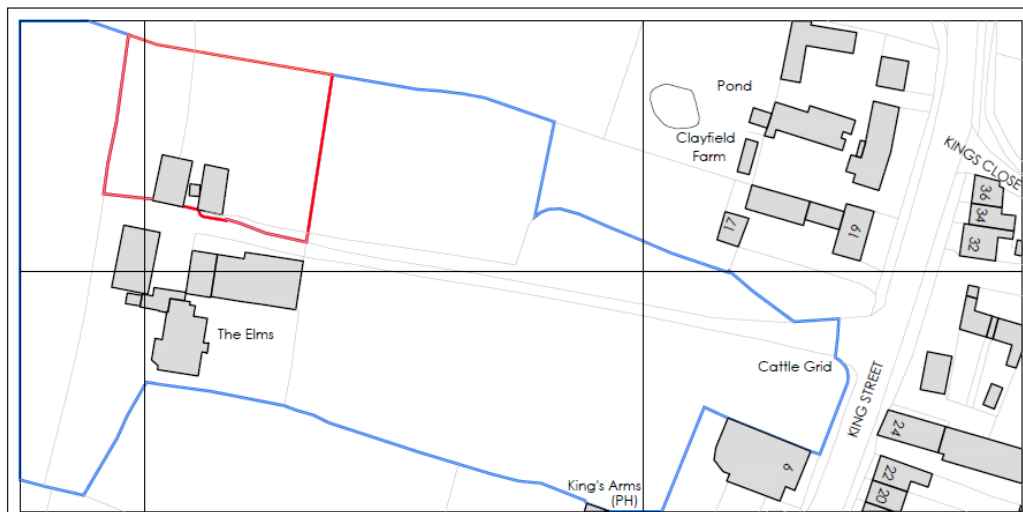 Pond
Clayfield
Farm
KINGS CLOSE
36
34
32
17
19
The Elms
Cattle Grid
KING STREET
24
22
20
6
King's Arms
(PH)